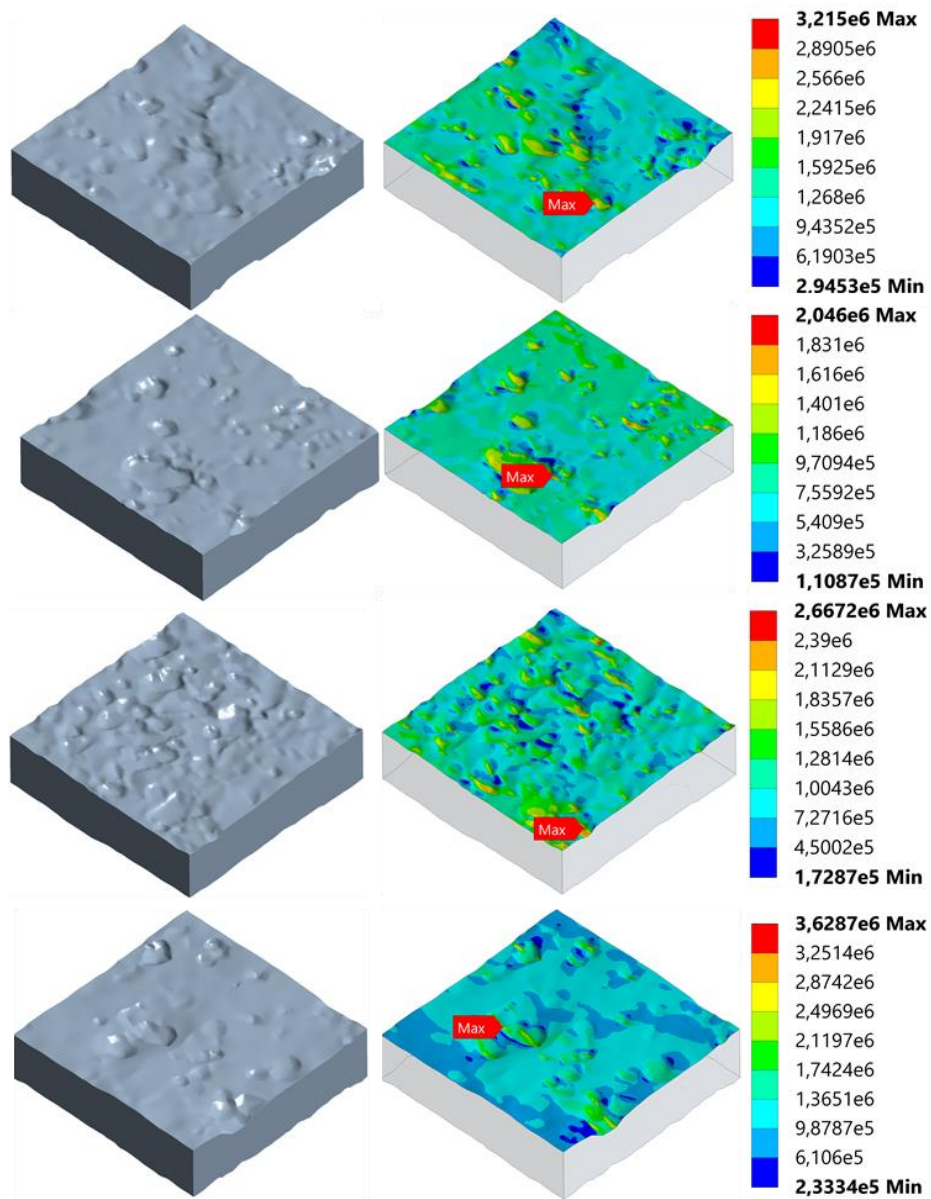 3,215e6 Max
2,8905e6
2,566e6
2,2415e6
1,917e6
1,5925e6
1,268e6
9,4352e5
6,1903e5
2.9453e5 Min
Max
2,046e6 Max
1,831e6
1,616e6
1,401e6
1,186e6
9,7094e5
7,5592e5
5,409e5
3,2589e5
1,1087e5 Min
Max
2,6672e6 Max
2,39e6
2,1129e6
1,8357e6
1,5586e6
1,2814e6
1,0043e6
7,2716e5
4,5002e5
1,7287e5 Min
Max
3,6287e6 Max
3,2514e6
2,8742e6
2,4969e6
2,1197e6
1,7424e6
1,3651e6
9,8787e5
6,106e5
2,3334e5 Min
Max